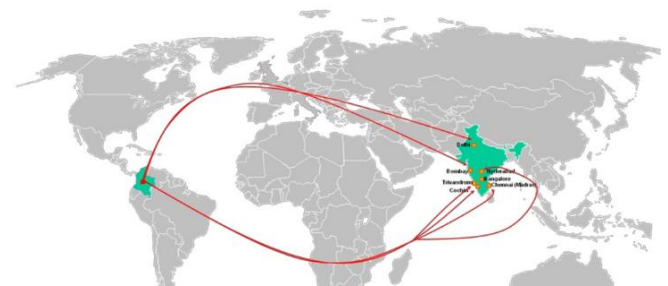 Delhi
Bombay
Hyderabad
Bangalore
Trivandrum
Chennai (Madras)
Cochin